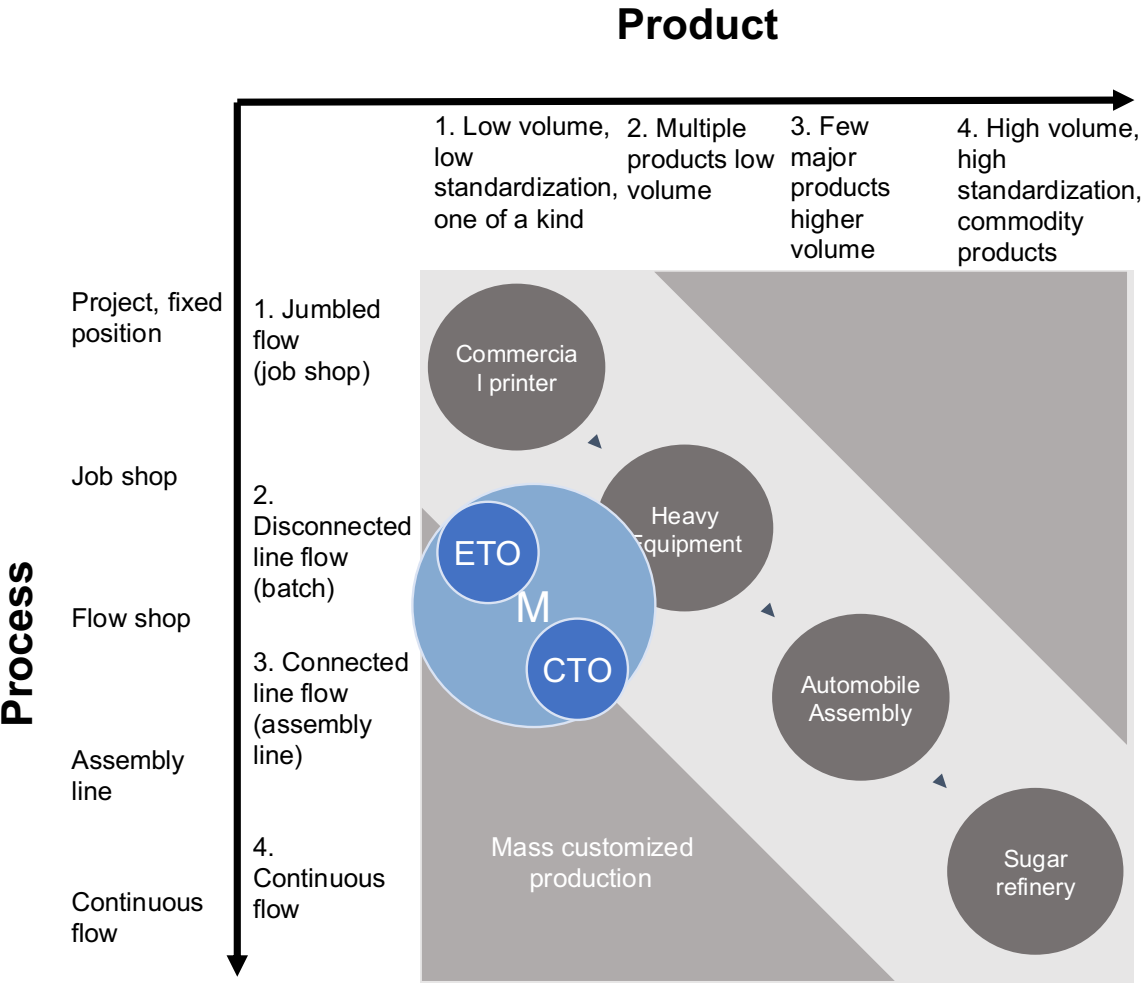 Product
1. Low volume,
low
standardization,
one of a kind
2. Multiple
products low
volume
3. Few
major
products
higher
volume
4. High volume,
high
standardization,
commodity
products
Process
Project, fixed
position
Job shop
Flow shop
Assembly
line
Continuous
flow
1. Jumbled
flow
(job shop)
2.
Disconnected
line flow
(batch)
3. Connected
line flow
(assembly
line)
4.
Continuous
flow
Commercia
l printer
Heavy
Equipment
ETO
M
CTO
Automobile
Assembly
Mass customized
production
Sugar
refinery